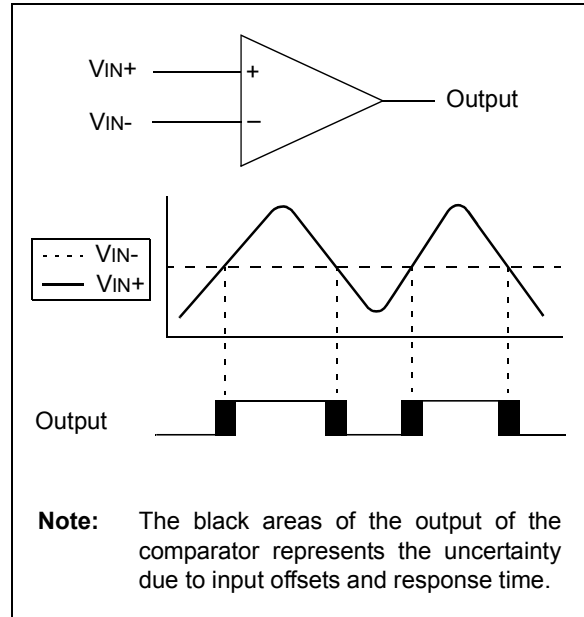 VIN+
+
Output
VIN-
–
VIN-
VIN+
Output
Note: The black areas of the output of the
comparator represents the uncertainty
due to input offsets and response time.